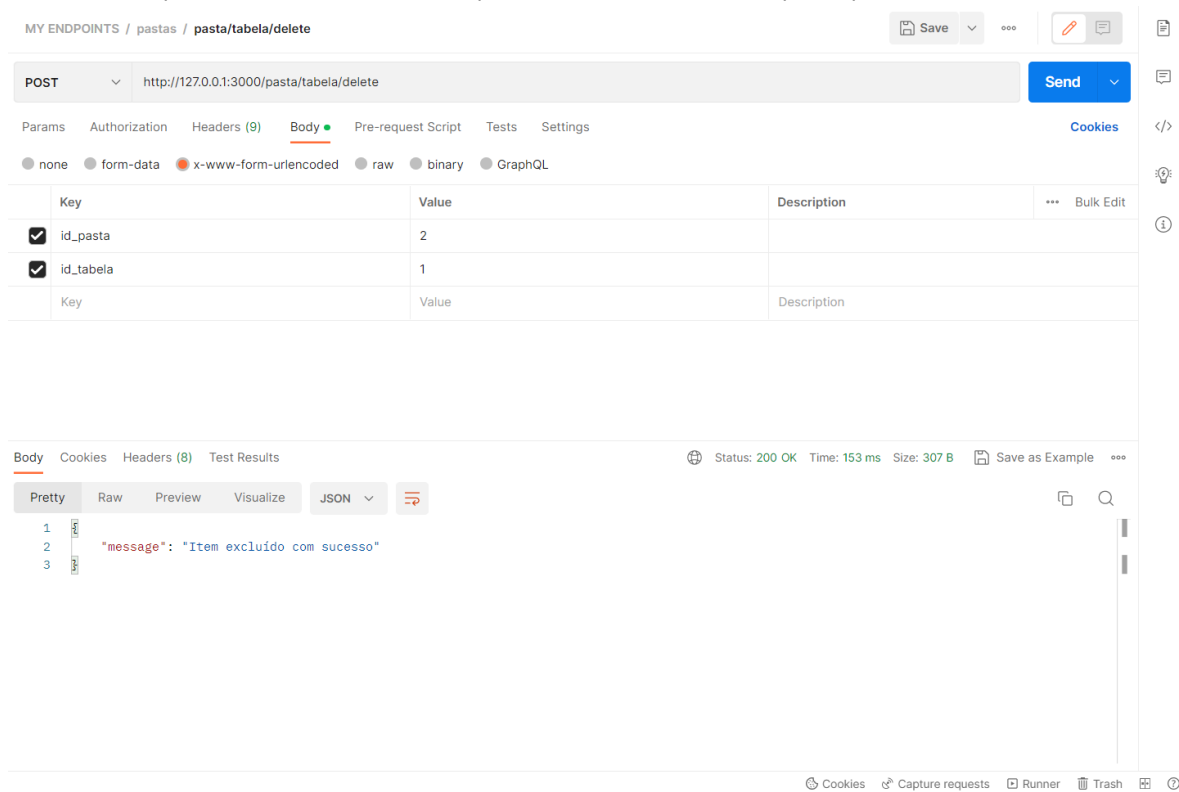 MY ENDPOINTS / pastas / pasta/tabela/delete Save
POST http://127.0.0.1:3000/pasta/tabela/delete Send
Params Authorization Headers (9) Body Pre-request Script Tests Settings Cookies
none form-data x-www-form-urlencoded raw binary GraphQL
Key Value Description Bulk Edit
id_pasta 2
id_tabela 1
Key Value Description
Body Cookies Headers (8) Test Results Status: 200 OK Time: 153 ms Size: 307 B Save as Example
Pretty Raw Preview Visualize JSON
1 {
2 "message": "Item excluído com sucesso"
3 }
Cookies Capture requests Runner Trash